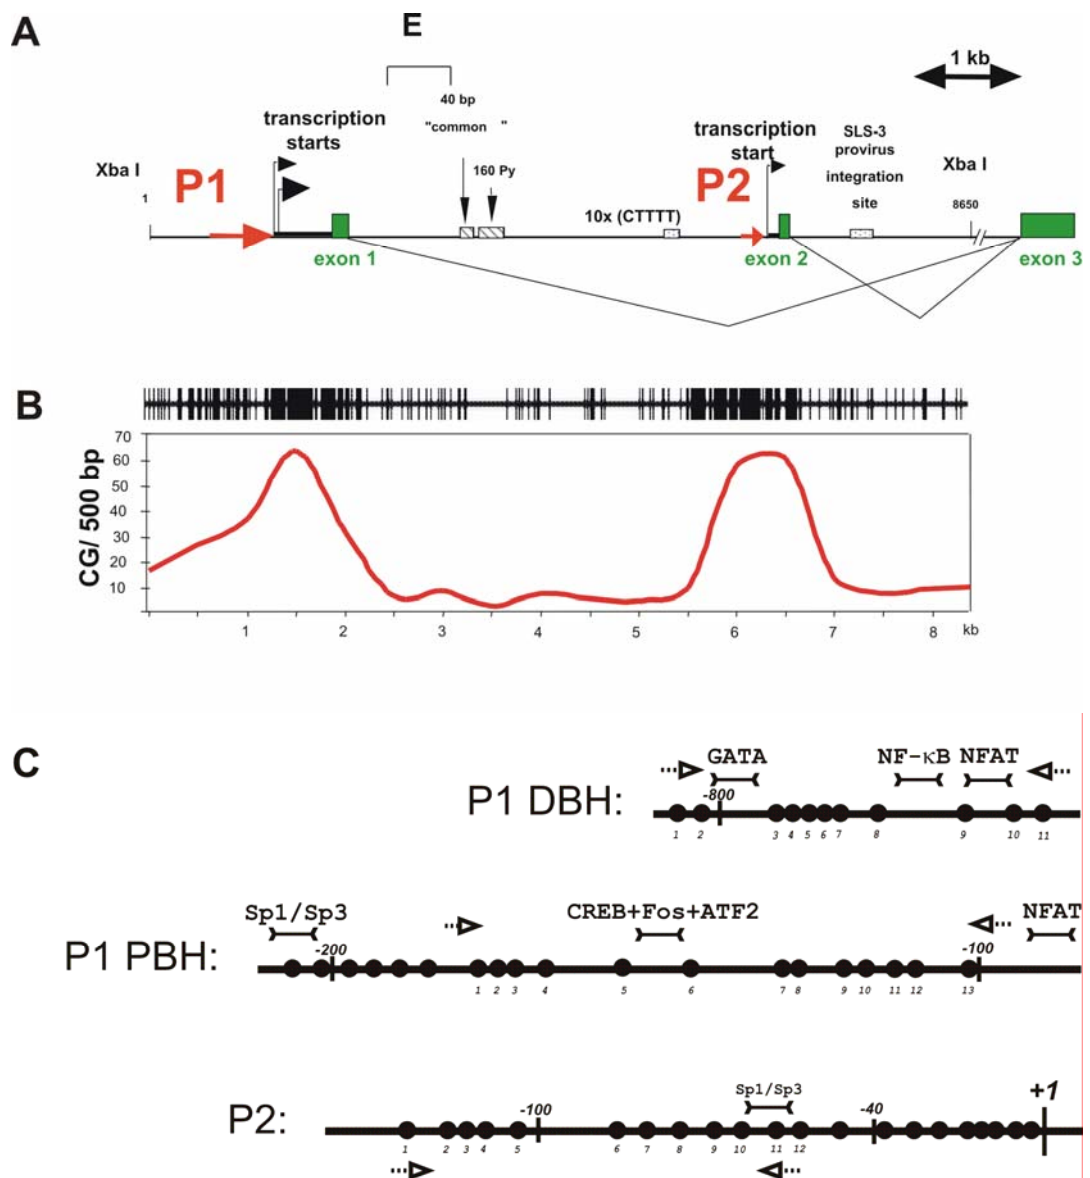 A
E
1 kb
40 bp
"common "
transcription
starts
transcription
start
SLS-3
provirus
integration
site
Xba I
Xba I
160 Py
P1
P2
1
8650
10x (CTTTT)
exon 1
exon 2
exon 3
B
CG/ 500 bp
70
60
50
40
30
20
10
1 2 3 4 5 6 7 8 kb
C
GATA NF-κB NFAT
P1 DBH:
-800
1 2 3 4 5 6 7 8 9 10 11
Sp1/Sp3 CREB+Fos+ATF2 NFAT
P1 PBH:
-200 -100
1 2 3 4 5 6 7 8 9 10 11 12 13
Sp1/Sp3
P2:
-100 -40 +1
1 2 3 4 5 6 7 8 9 10 11 12